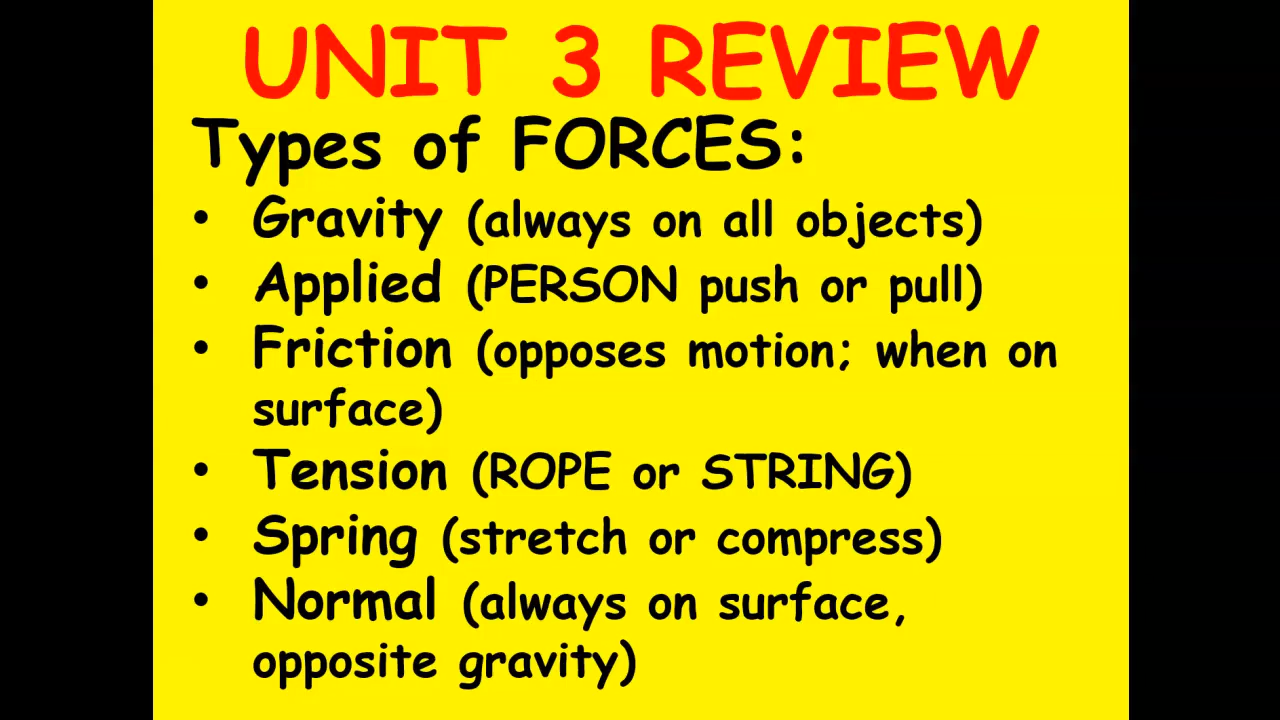 UNIT 3 REVIEW
Types of FORCES:
• Gravity (always on all objects)
• Applied (PERSON push or pull)
• Friction (opposes motion; when on
surface)
• Tension (ROPE or STRING)
• Spring (stretch or compress)
• Normal (always on surface,
opposite gravity)